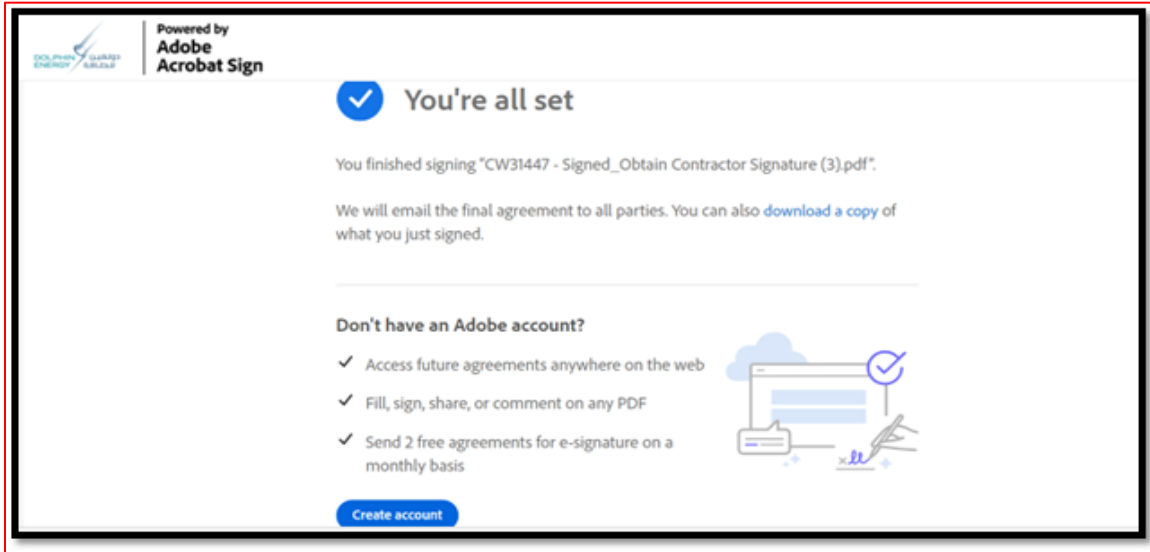 Powered by
Adobe
Acrobat Sign
DOLPHIN
ENERGY
You're all set
You finished signing "CW31447 - Signed_Obtain Contractor Signature (3).pdf".
We will email the final agreement to all parties. You can also download a copy of
what you just signed.
Don't have an Adobe account?
✓ Access future agreements anywhere on the web
✓ Fill, sign, share, or comment on any PDF
✓ Send 2 free agreements for e-signature on a
monthly basis
Create account